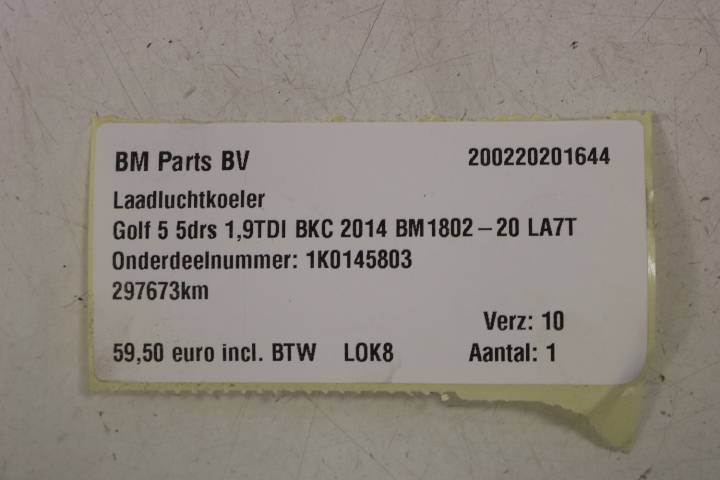 BM Parts BV 200220201644
Laadluchtkoeler
Golf 5 5drs 1,9TDI BKC 2014 BM1802-20 LA7T
Onderdeelnummer: 1K0145803
297673km
Verz: 10
59,50 euro incl. BTW LOK8 Aantal: 1